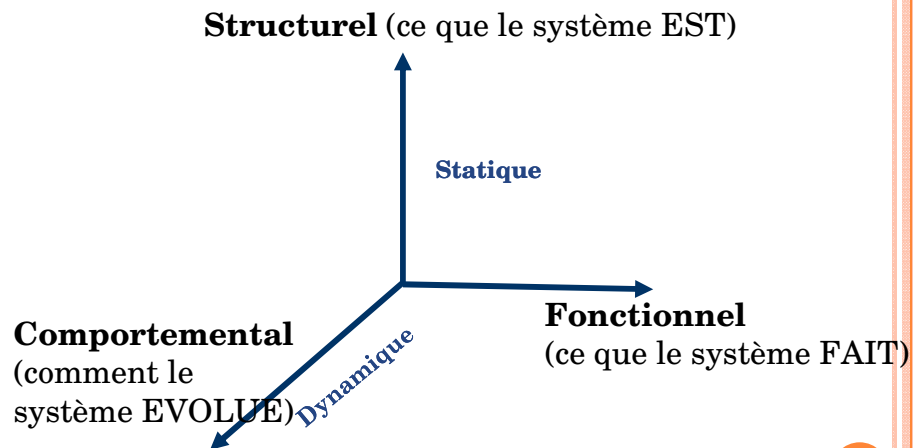 Structurel (ce que le système EST)
Statique
Fonctionnel
(ce que le système FAIT)
Comportemental
(comment le
système EVOLUE)
Dynamique